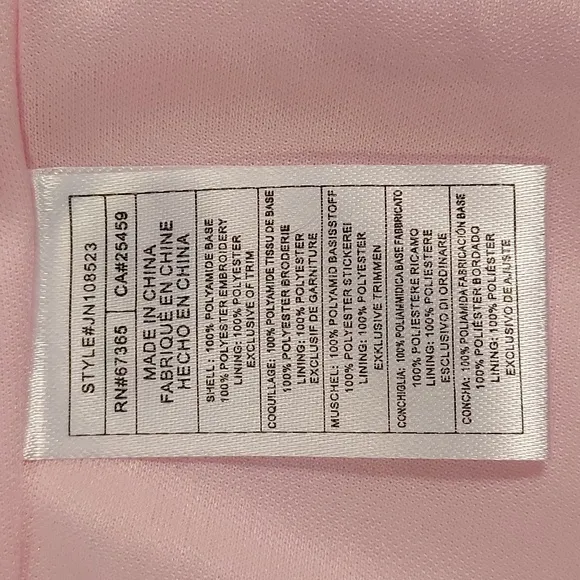 STYLE#JN108523
RN#67365 CA#25459
MADE IN CHINA
FABRIQUÉ EN CHINE
HECHO EN CHINA
SHELL: 100% POLYAMIDE BASE
100% POLYESTER EMBROIDERY
LINING: 100% POLYESTER
EXCLUSIVE OF TRIM
COQUILLAGE: 100% POLYAMIDE TISSU DE BASE
100% POLYESTER BRODERIE
LINING: 100% POLYESTER
EXCLUSIF DE GARNITURE
MUSCHEL: 100% POLYAMID BASISSTOFF
100% POLYESTER STICKEREI
LINING: 100% POLYESTER
EXKLUSIVE TRIMMEN
CONCHIGLIA: 100% POLIAMMIDICA BASE FABBRICATO
100% POLIESTERE RICAMO
LINING: 100% POLIESTERE
ESCLUSIVO DI ORDINARE
CONCHA: 100% POLIAMIDA FABRICACIÓN BASE
100% POLIÉSTER BORDADO
LINING: 100% POLIÉSTER
EXCLUSIVO DE AJUSTE